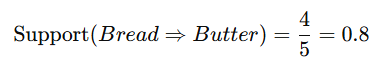 Support(Bread ⇒ Butter) = 4/5 = 0.8